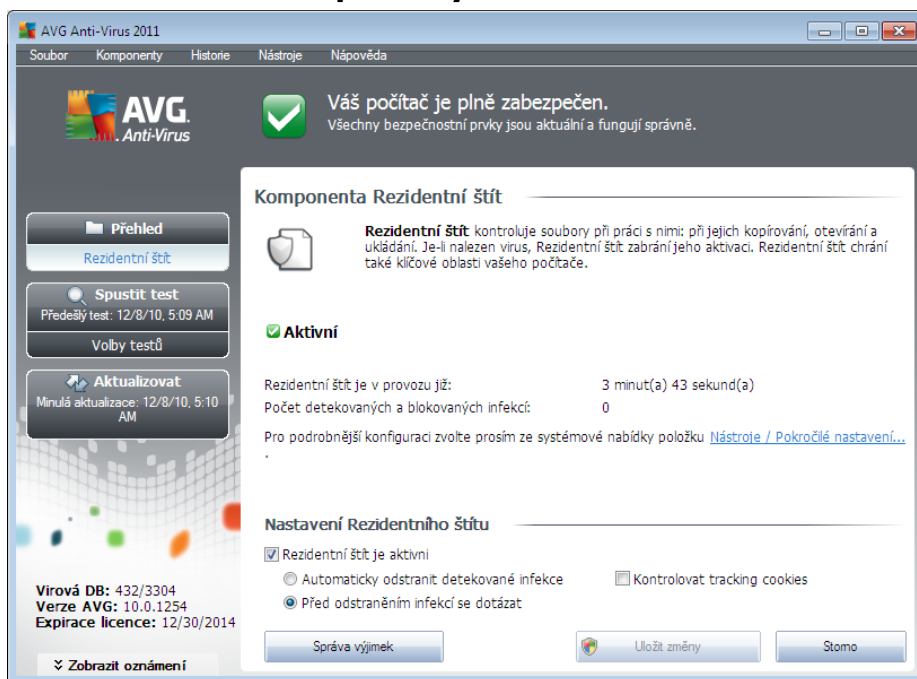 AVG Anti-Virus 2011
Soubor Komponenty Historie Nástroje Nápověda
AVG.
Anti-Virus
Váš počítač je plně zabezpečen.
Všechny bezpečnostní prvky jsou aktuální a fungují správně.
Přehled
Rezidentní štít
Spustit test
Předešlý test: 12/8/10, 5:09 AM
Volby testů
Aktualizovat
Minulá aktualizace: 12/8/10, 5:10
AM
Virová DB: 432/3304
Verze AVG: 10.0.1254
Expirace licence: 12/30/2014
Zobrazit oznámení
Komponenta Rezidentní štít
Rezidentní štít kontroluje soubory při práci s nimi: při jejich kopírování, otevírání a
ukládání. Je-li nalezen virus, Rezidentní štít zabrání jeho aktivaci. Rezidentní štít chrání
také klíčové oblasti vašeho počítače.
Aktivní
Rezidentní štít je v provozu již: 3 minut(a) 43 sekund(a)
Počet detekovaných a blokovaných infekcí: 0
Pro podrobnější konfiguraci zvolte prosím ze systémové nabídky položku Nástroje / Pokročilé nastavení...
.
Nastavení Rezidentního štítu
Rezidentní štít je aktivní
Automaticky odstranit detekované infekce Kontrolovat tracking cookies
Před odstraněním infekcí se dotázat
Správa výjimek Uložit změny Storno